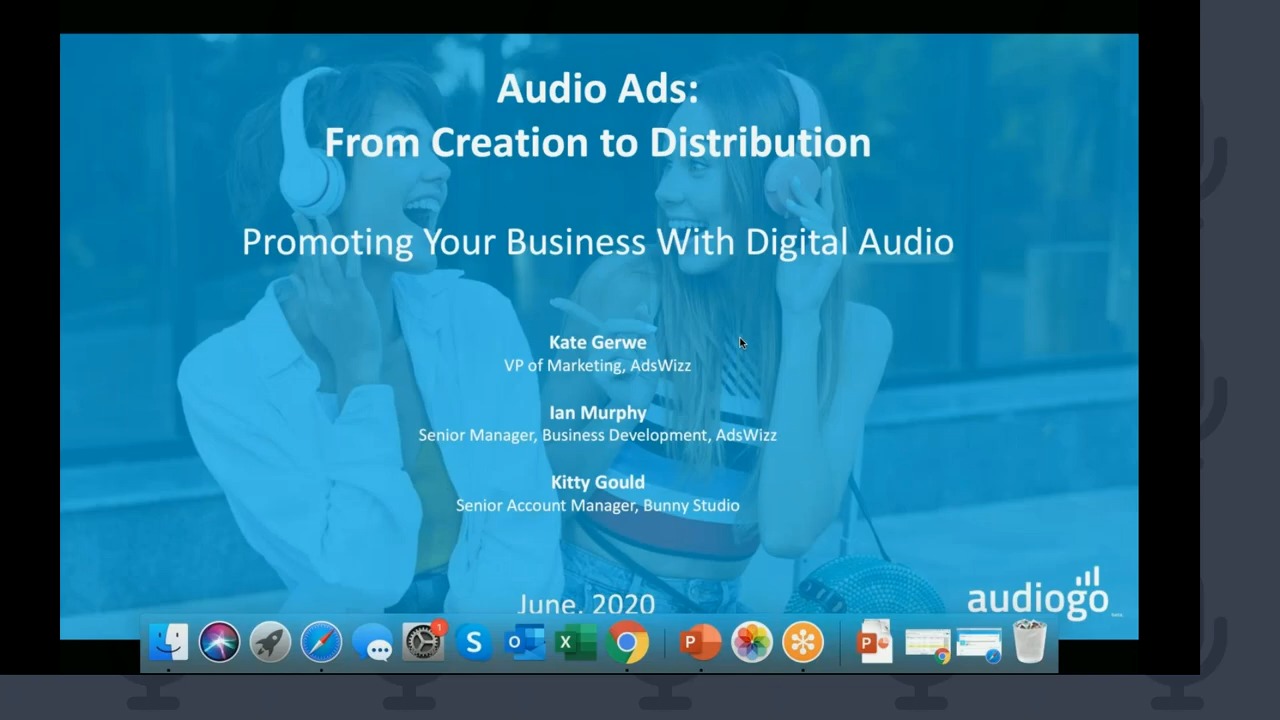 Audio Ads:
From Creation to Distribution
Promoting Your Business With Digital Audio
Kate Gerwe
VP of Marketing, AdsWizz
Ian Murphy
Senior Manager, Business Development, AdsWizz
Kitty Gould
Senior Account Manager, Bunny Studio
June, 2020
audiogo
1